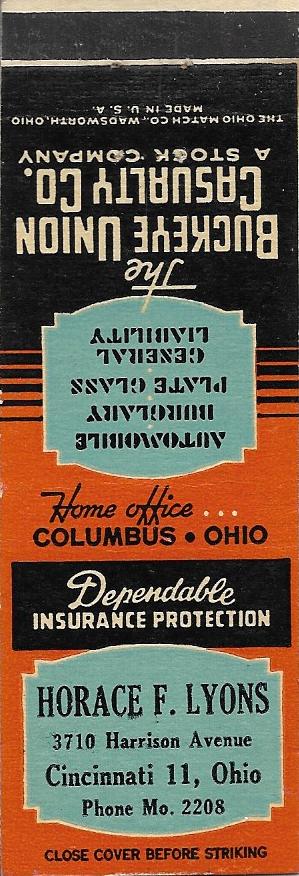 The
BUCKEYE UNION
CASUALTY CO.
A STOCK COMPANY
THE OHIO MATCH CO., WADSWORTH, OHIO
MADE IN U. S. A.
AUTOMOBILE
BURGLARY
PLATE GLASS
GENERAL
LIABILITY
Home office ...
COLUMBUS • OHIO
Dependable
INSURANCE PROTECTION
HORACE F. LYONS
3710 Harrison Avenue
Cincinnati 11, Ohio
Phone Mo. 2208
CLOSE COVER BEFORE STRIKING